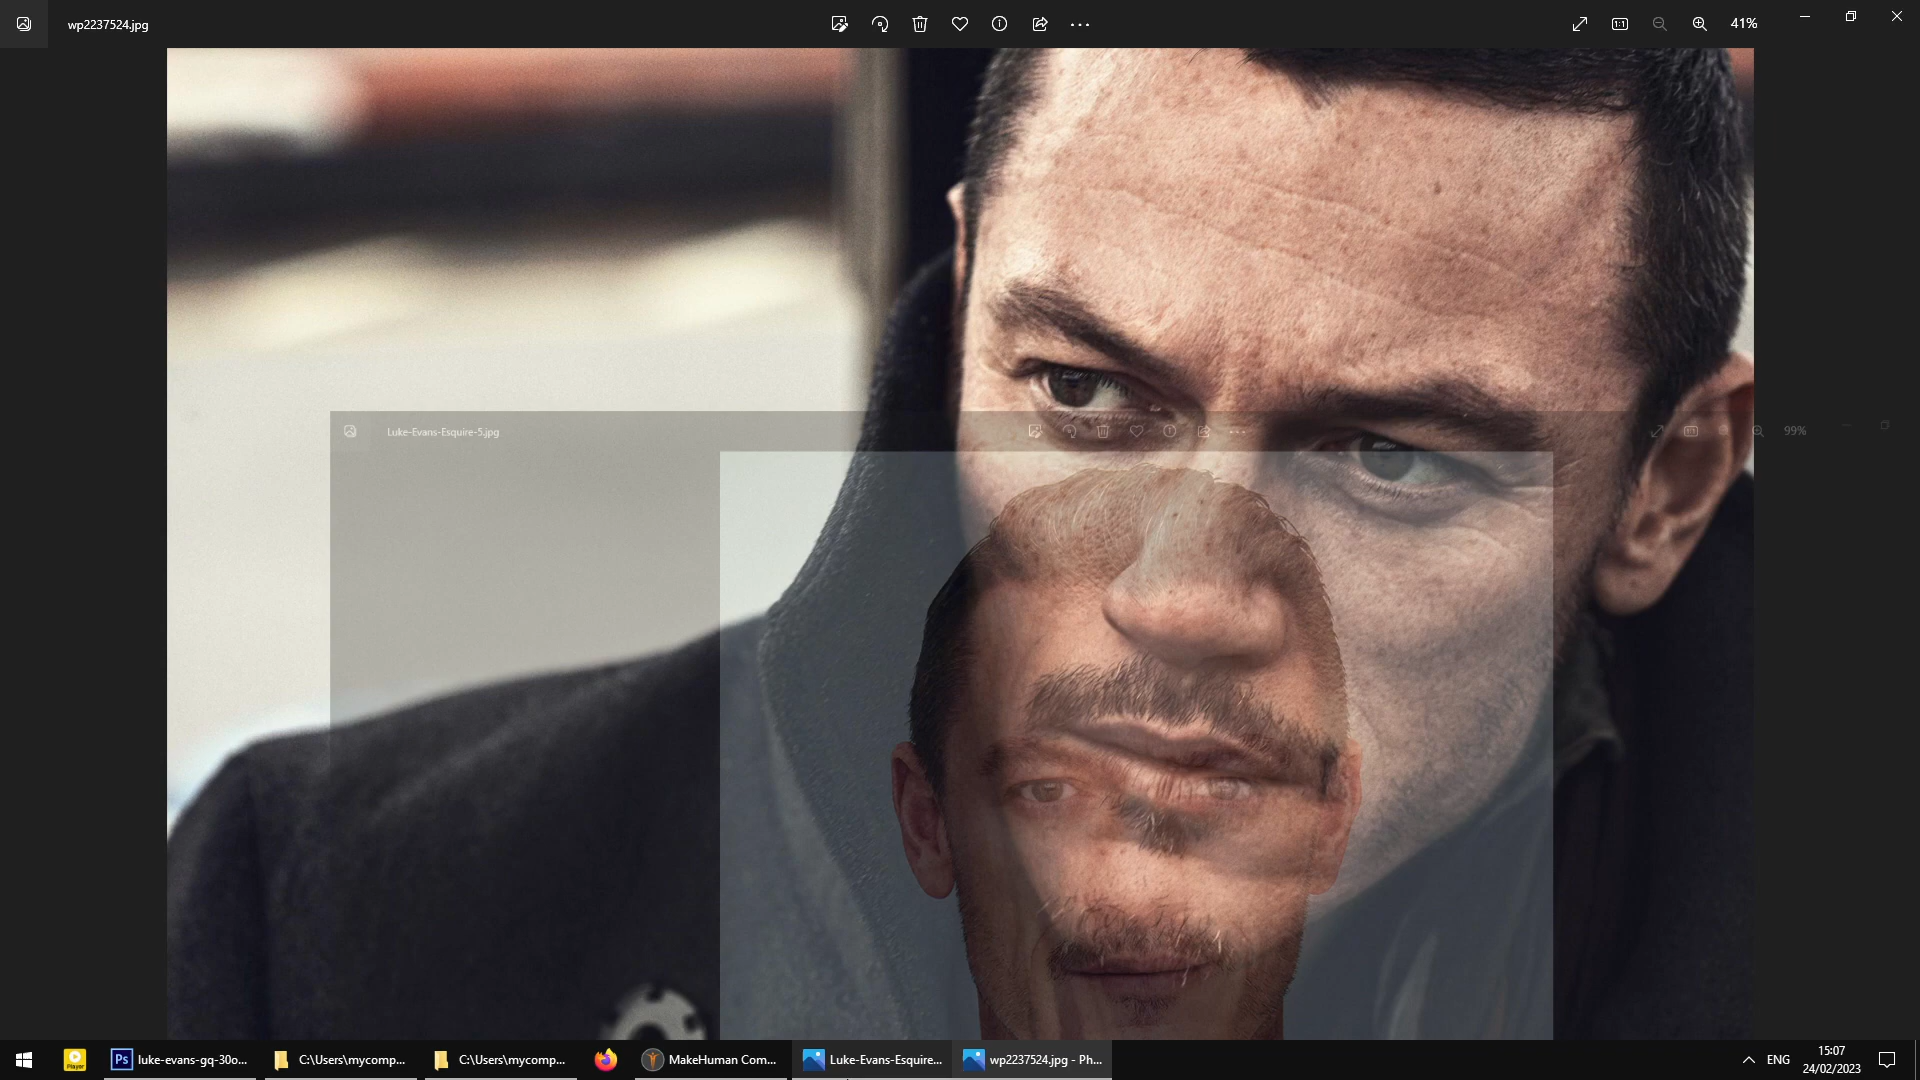 wp2237524.jpg
41%
Luke-Evans-Esquire-5.jpg
99%
Ps
luke-evans-gq-30o...
C:\Users\mycomp...
C:\Users\mycomp...
MakeHuman Com...
Luke-Evans-Esquire...
wp2237524.jpg - Ph...
ENG
15:07
24/02/2023